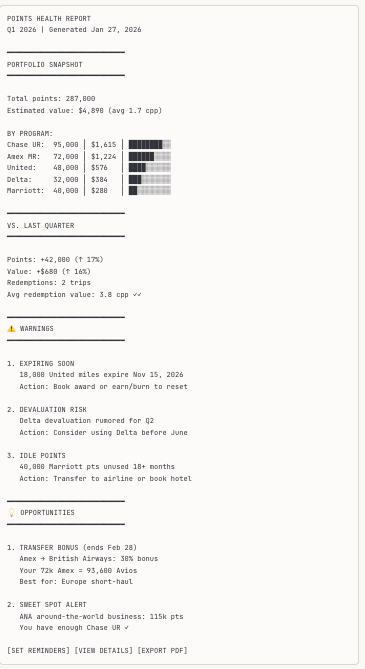 POINTS HEALTH REPORT
Q1 2026 | Generated Jan 27, 2026
PORTFOLIO SNAPSHOT
Total points: 287,000
Estimated value: $4,890 (avg 1.7 cpp)
BY PROGRAM:
Chase UR: 95,000 | $1,615 |
Amex MR: 72,000 | $1,224 |
United: 48,000 | $576 |
Delta: 32,000 | $384 |
Marriott: 40,000 | $280 |
VS. LAST QUARTER
Points: +42,000 (↑ 17%)
Value: +$680 (↑ 16%)
Redemptions: 2 trips
Avg redemption value: 3.8 cpp ✓✓
⚠️ WARNINGS
1. EXPIRING SOON
18,000 United miles expire Nov 15, 2026
Action: Book award or earn/burn to reset
2. DEVALUATION RISK
Delta devaluation rumored for Q2
Action: Consider using Delta before June
3. IDLE POINTS
40,000 Marriott pts unused 18+ months
Action: Transfer to airline or book hotel
💡 OPPORTUNITIES
1. TRANSFER BONUS (ends Feb 28)
Amex → British Airways: 30% bonus
Your 72k Amex = 93,600 Avios
Best for: Europe short-haul
2. SWEET SPOT ALERT
ANA around-the-world business: 115k pts
You have enough Chase UR ✓
[SET REMINDERS] [VIEW DETAILS] [EXPORT PDF]